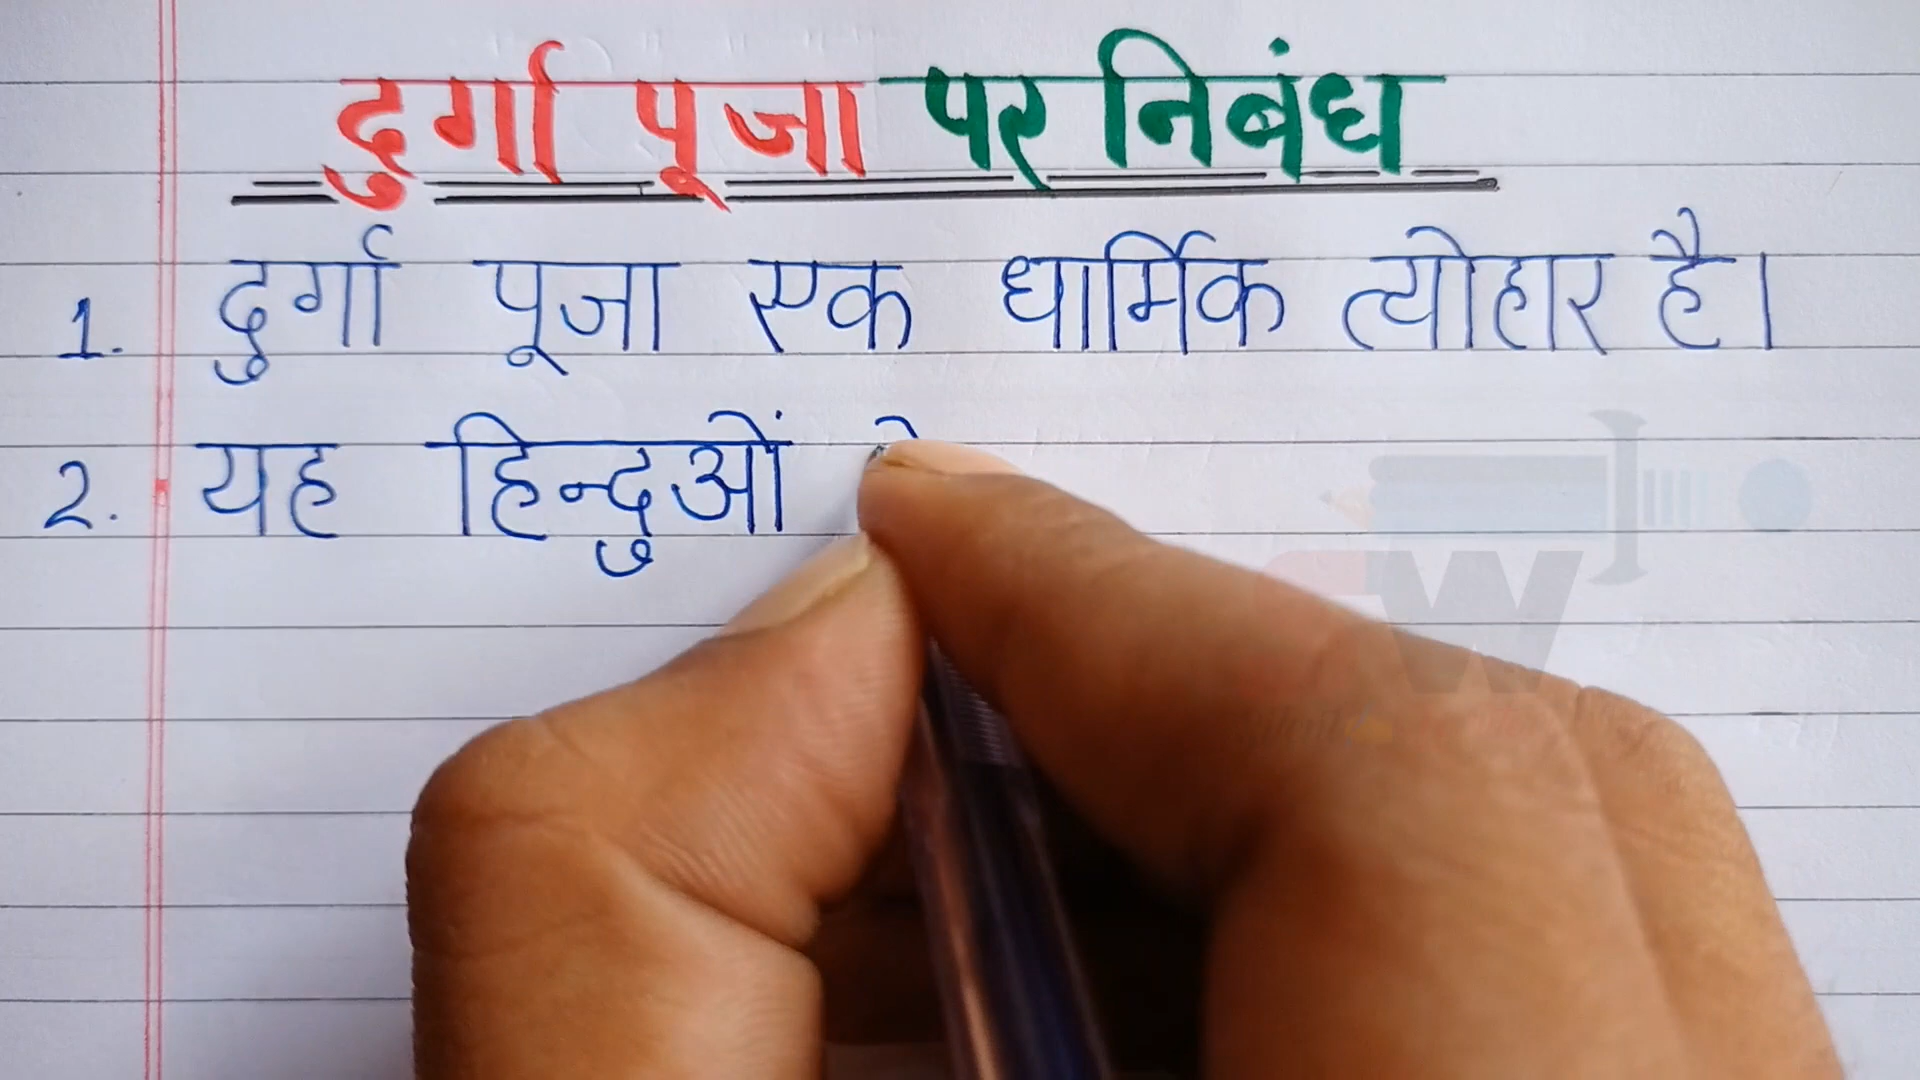 दुर्गा पूजा पर निबंध
1. दुर्गा पूजा एक धार्मिक त्योहार है।
2. यह हिन्दुओं
W